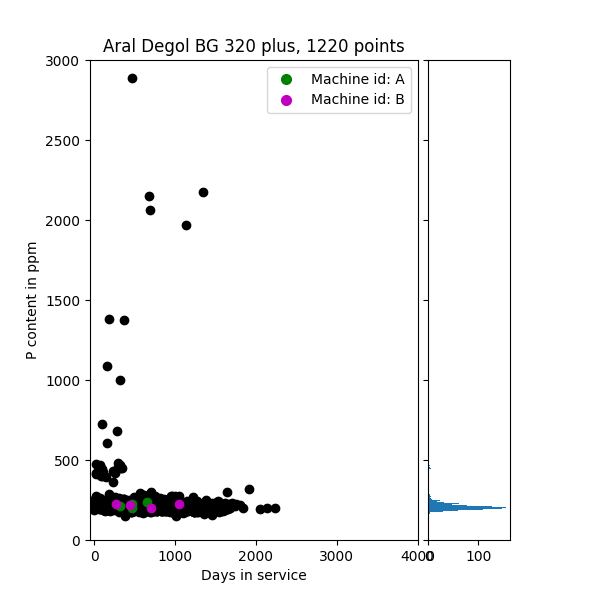 Aral Degol BG 320 plus, 1220 points
Machine id: A
Machine id: B
P content in ppm
3000
2500
2000
1500
1000
500
0
0 1000 2000 3000 4000
0 100
Days in service